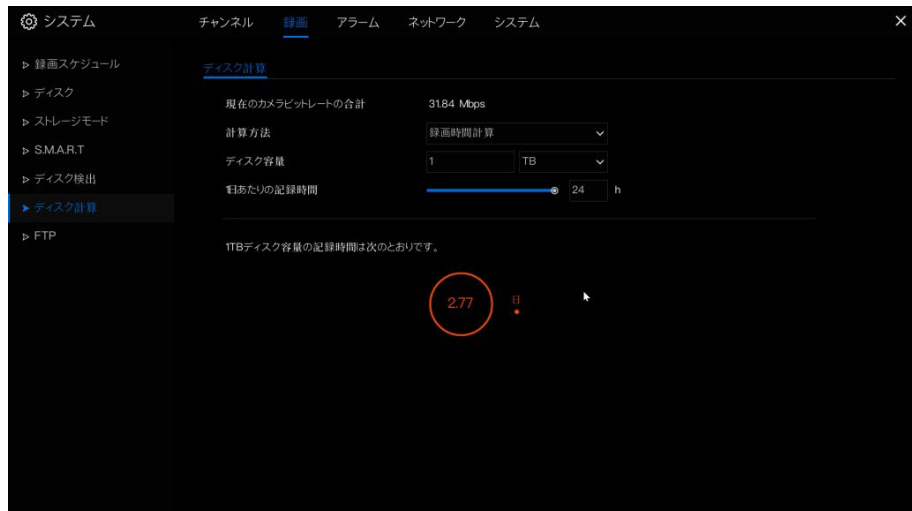 システム
チャンネル 録画 アラーム ネットワーク システム
録画スケジュール
ディスク
ストレージモード
S.M.A.R.T
ディスク検出
ディスク計算
FTP
ディスク計算
現在のカメラビットレートの合計 31.84 Mbps
計算方法 録画時間計算
ディスク容量 1 TB
1日あたりの記録時間 24 h
1TBディスク容量の記録時間は次のとおりです。
2.77 日